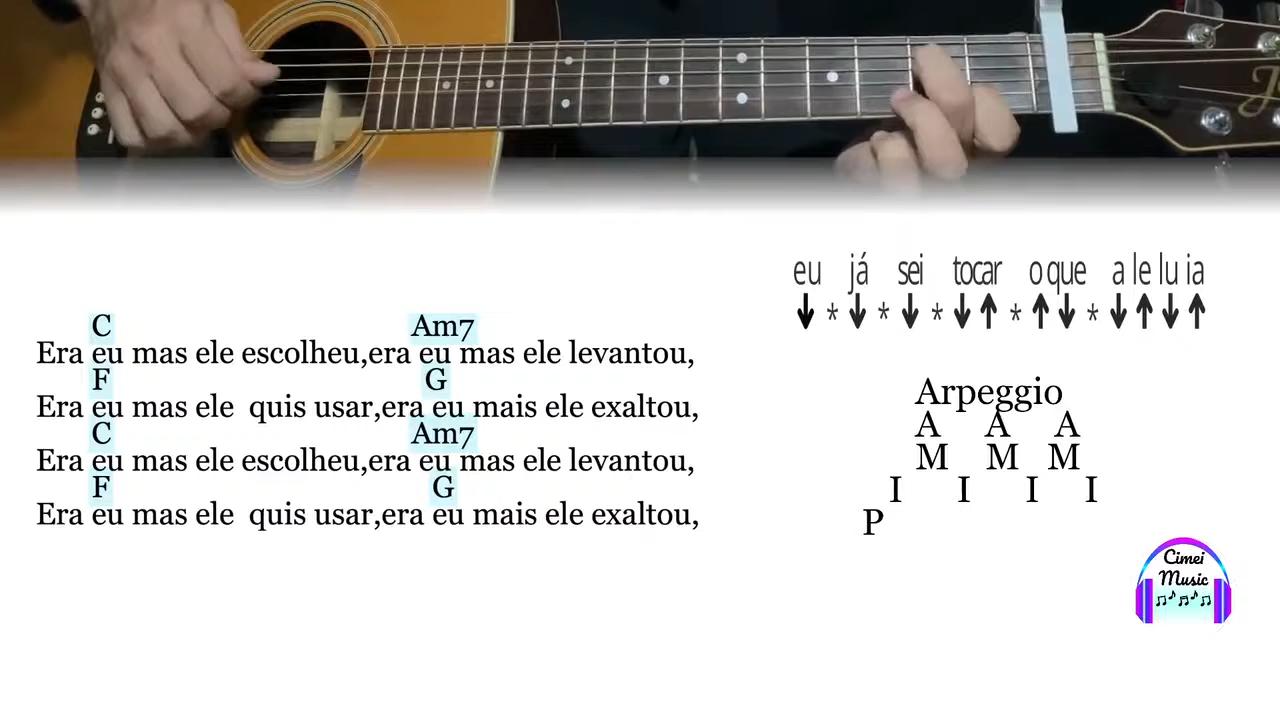 C Am7
Era eu mas ele escolheu,era eu mas ele levantou,
F G
Era eu mas ele quis usar,era eu mais ele exaltou,
C Am7
Era eu mas ele escolheu,era eu mas ele levantou,
F G
Era eu mas ele quis usar,era eu mais ele exaltou,
eu já sei tocar o que a le lu ia
↓ * ↓ * ↓ * ↓ ↑ * ↑ ↓ * ↓ ↑ ↓ ↑
Arpeggio
A A A
M M M
I I I I
P
Cimei
Music